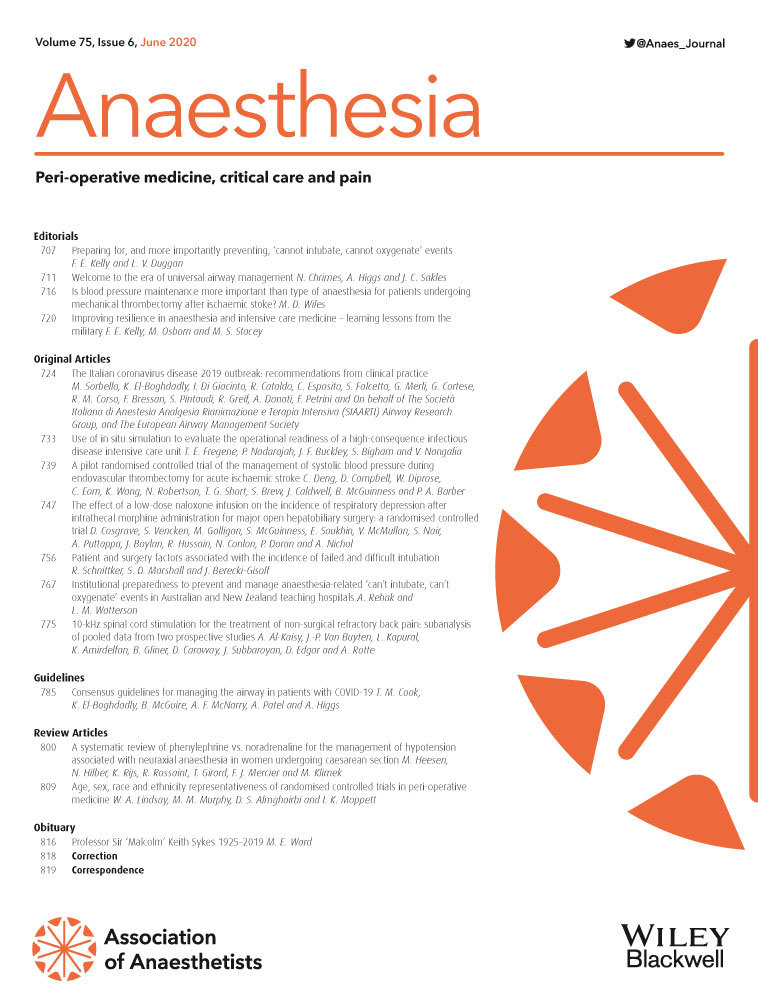 Volume 75, Issue 6, June 2020
@Anaes_Journal
Anaesthesia
Peri-operative medicine, critical care and pain
Editorials
707 Preparing for, and more importantly preventing, ‘cannot intubate, cannot oxygenate’ events
F. E. Kelly and L. V. Duggan
711 Welcome to the era of universal airway management N. Chrimes, A. Higgs and J. C. Sakles
716 Is blood pressure maintenance more important than type of anaesthesia for patients undergoing
mechanical thrombectomy after ischaemic stoke? M. D. Wiles
720 Improving resilience in anaesthesia and intensive care medicine – learning lessons from the
military F. E. Kelly, M. Osborn and M. S. Stacey
Original Articles
724 The Italian coronavirus disease 2019 outbreak: recommendations from clinical practice
M. Sorbello, K. El-Boghdadly, I. Di Giacinto, R. Cataldo, C. Esposito, S. Falcetta, G. Merli, G. Cortese,
R. M. Corso, F. Bressan, S. Pintaudi, R. Greif, A. Donati, F. Petrini and On behalf of The Società
Italiana di Anestesia Analgesia Rianimazione e Terapia Intensiva (SIAARTI) Airway Research
Group, and The European Airway Management Society
733 Use of in situ simulation to evaluate the operational readiness of a high-consequence infectious
disease intensive care unit T. E. Fregene, P. Nadarajah, J. F. Buckley, S. Bigham and V. Nangalia
739 A pilot randomised controlled trial of the management of systolic blood pressure during
endovascular thrombectomy for acute ischaemic stroke C. Deng, D. Campbell, W. Diprose,
C. Eom, K. Wang, N. Robertson, T. G. Short, S. Brew, J. Caldwell, B. McGuinness and P. A. Barber
747 The effect of a low-dose naloxone infusion on the incidence of respiratory depression after
intrathecal morphine administration for major open hepatobiliary surgery: a randomised controlled
trial D. Cosgrave, S. Vencken, M. Galligan, S. McGuinness, E. Soukhin, V. McMullan, S. Nair,
A. Puttappa, J. Boylan, R. Hussain, N. Conlon, P. Doran and A. Nichol
756 Patient and surgery factors associated with the incidence of failed and difficult intubation
R. Schnittker, S. D. Marshall and J. Berecki-Gisolf
767 Institutional preparedness to prevent and manage anaesthesia-related ‘can’t intubate, can’t
oxygenate’ events in Australian and New Zealand teaching hospitals A. Rehak and
L. M. Watterson
775 10-kHz spinal cord stimulation for the treatment of non-surgical refractory back pain: subanalysis
of pooled data from two prospective studies A. Al-Kaisy, J.-P. Van Buyten, L. Kapural,
K. Amirdelfan, B. Gliner, D. Caraway, J. Subbaroyan, D. Edgar and A. Rotte
Guidelines
785 Consensus guidelines for managing the airway in patients with COVID-19 T. M. Cook,
K. El-Boghdadly, B. McGuire, A. F. McNarry, A. Patel and A. Higgs
Review Articles
800 A systematic review of phenylephrine vs. noradrenaline for the management of hypotension
associated with neuraxial anaesthesia in women undergoing caesarean section M. Heesen,
N. Hilber, K. Rijs, R. Rossaint, T. Girard, F. J. Mercier and M. Klimek
809 Age, sex, race and ethnicity representativeness of randomised controlled trials in peri-operative
medicine W. A. Lindsay, M. M. Murphy, D. S. Almghairbi and I. K. Moppett
Obituary
816 Professor Sir ‘Malcolm’ Keith Sykes 1925–2019 M. E. Ward
818 Correction
819 Correspondence
Association
of Anaesthetists
WILEY
Blackwell